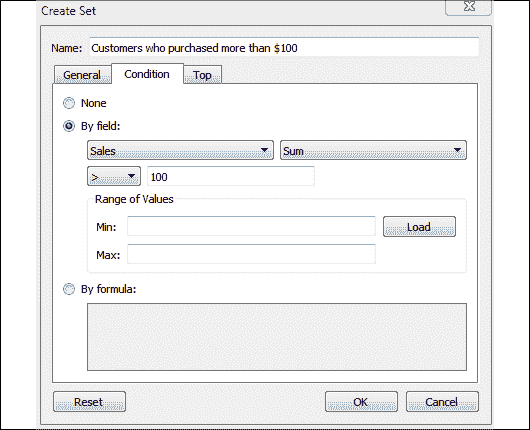 Create Set
Name: Customers who purchased more than $100
General Condition Top
None
By field:
Sales Sum
> 100
Range of Values
Min: Load
Max:
By formula:
Reset OK Cancel